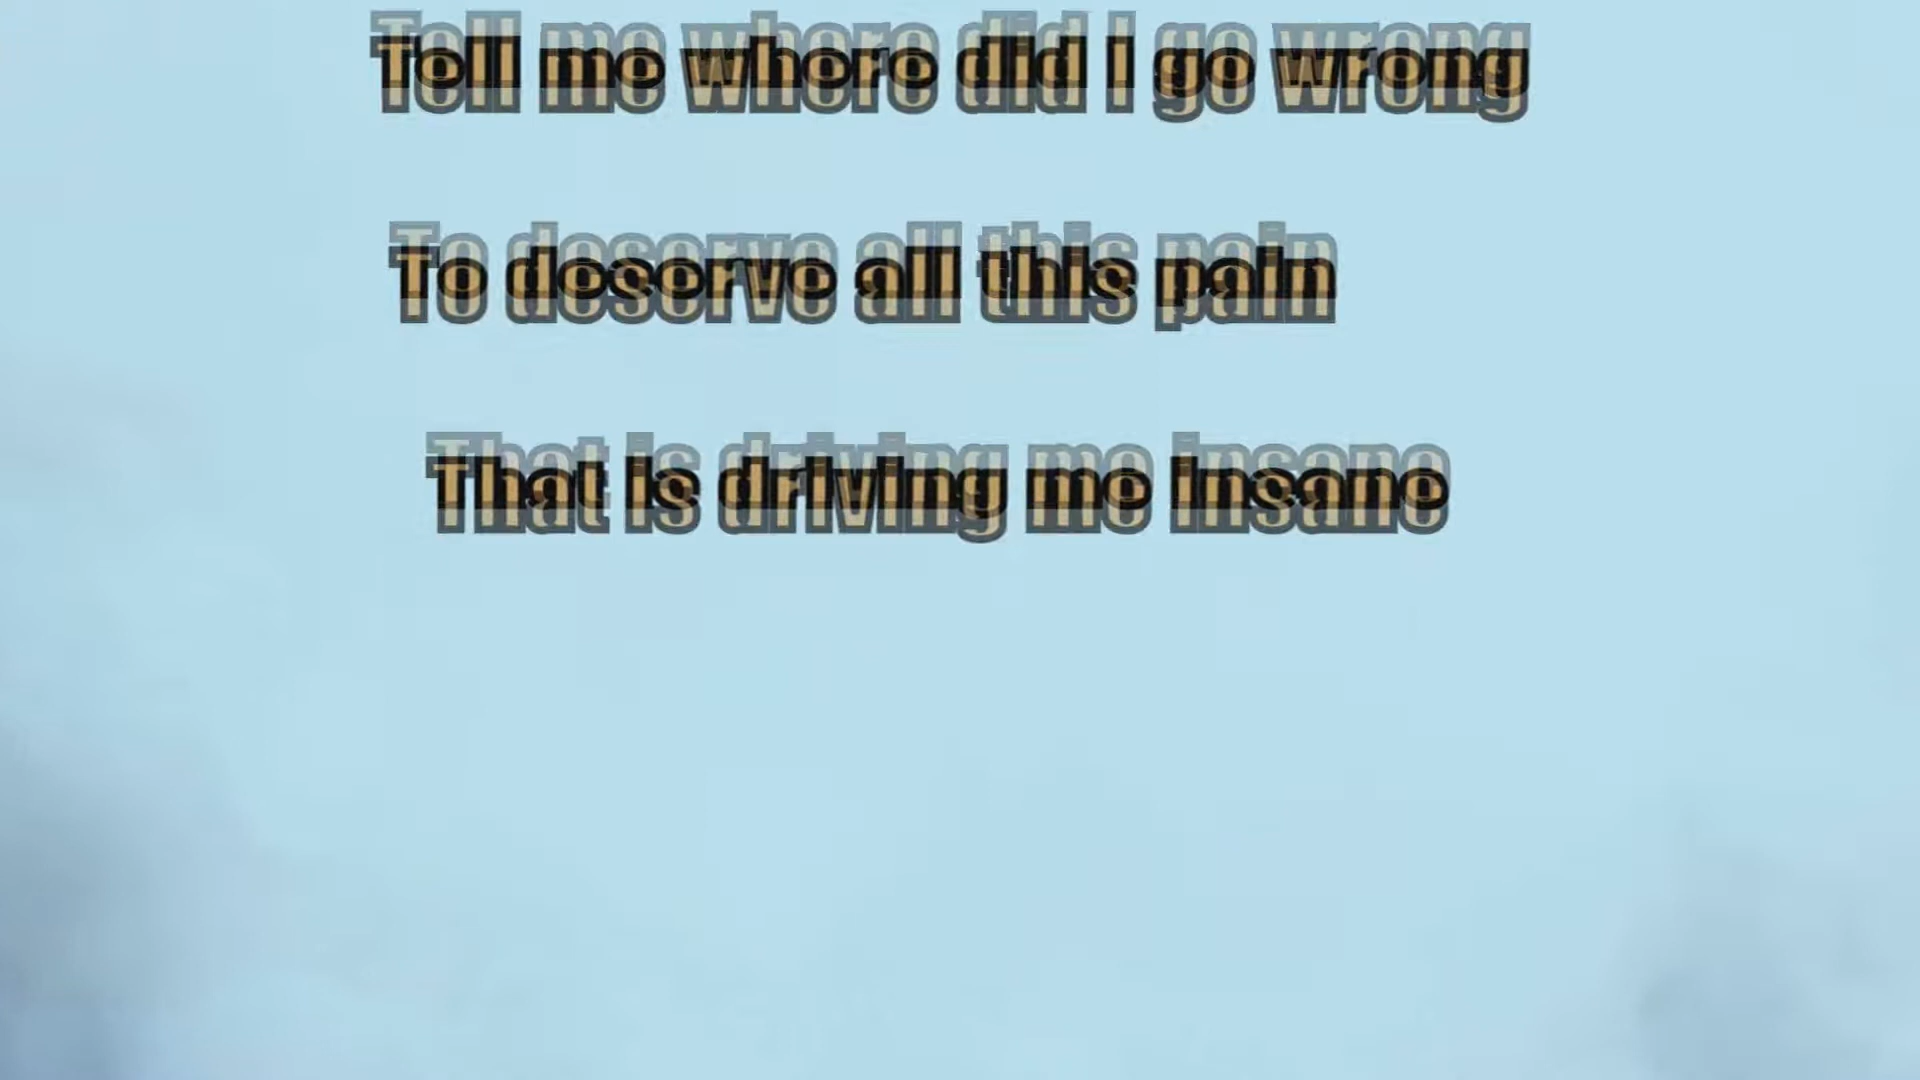 Tell me where did I go wrong
To deserve all this pain
That is driving me insane